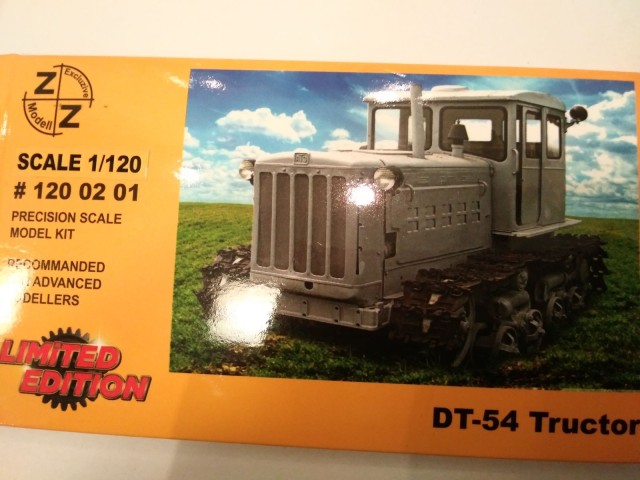 Z
Exclusive
Modell
Z
SCALE 1/120
# 120 02 01
PRECISION SCALE
MODEL KIT
RECOMMANDED
ADVANCED
LIMITED
EDITION
DT-54 Tructor